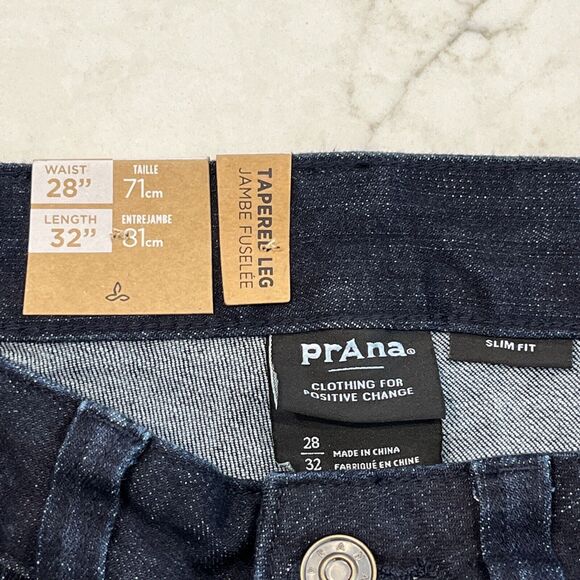 WAIST TAILLE
28” 71cm
LENGTH ENTREJAMBE
32” 81cm
TAPERED LEG
JAMBE FUSELÉE
prAna®
CLOTHING FOR
POSITIVE CHANGE
SLIM FIT
28
32
MADE IN CHINA
FABRIQUÉ EN CHINE